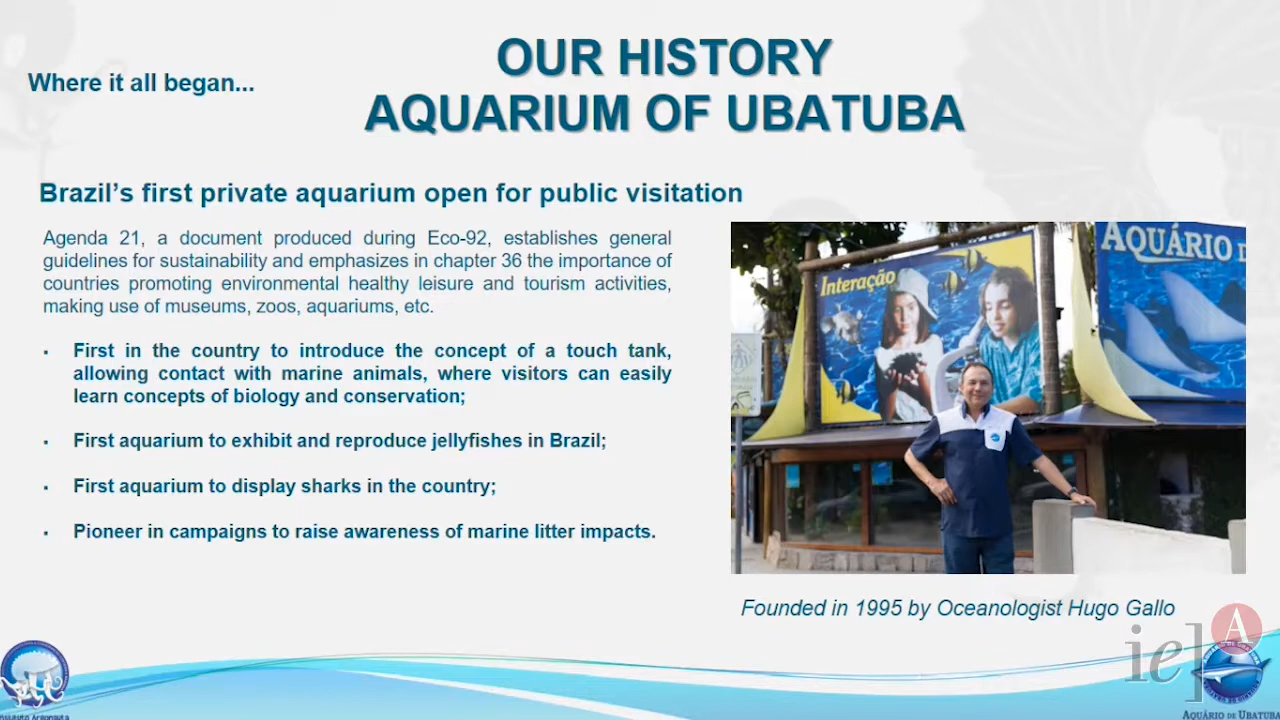 Where it all began...
OUR HISTORY
AQUARIUM OF UBATUBA
Brazil's first private aquarium open for public visitation
Agenda 21, a document produced during Eco-92, establishes general
guidelines for sustainability and emphasizes in chapter 36 the importance of
countries promoting environmental healthy leisure and tourism activities,
making use of museums, zoos, aquariums, etc.
▪ First in the country to introduce the concept of a touch tank,
allowing contact with marine animals, where visitors can easily
learn concepts of biology and conservation;
▪ First aquarium to exhibit and reproduce jellyfishes in Brazil;
▪ First aquarium to display sharks in the country;
▪ Pioneer in campaigns to raise awareness of marine litter impacts.
Interação
AQUÁRIO D
Founded in 1995 by Oceanologist Hugo Gallo
ie]A
Instituto Argonauta
AQUÁRIO DE UBATUBA